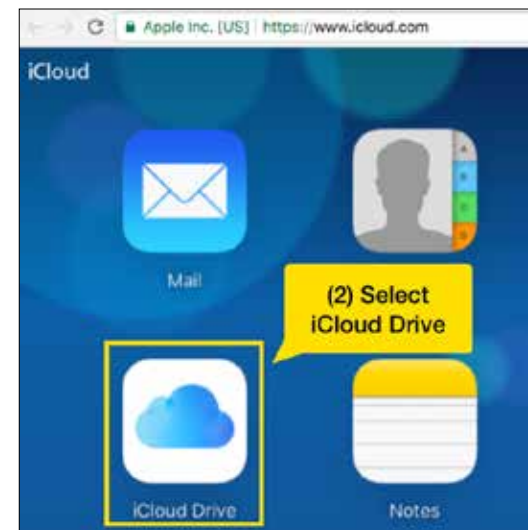 Apple Inc. [US] https://www.icloud.com
iCloud
A
Mail
(2) Select
iCloud Drive
iCloud Drive
Notes